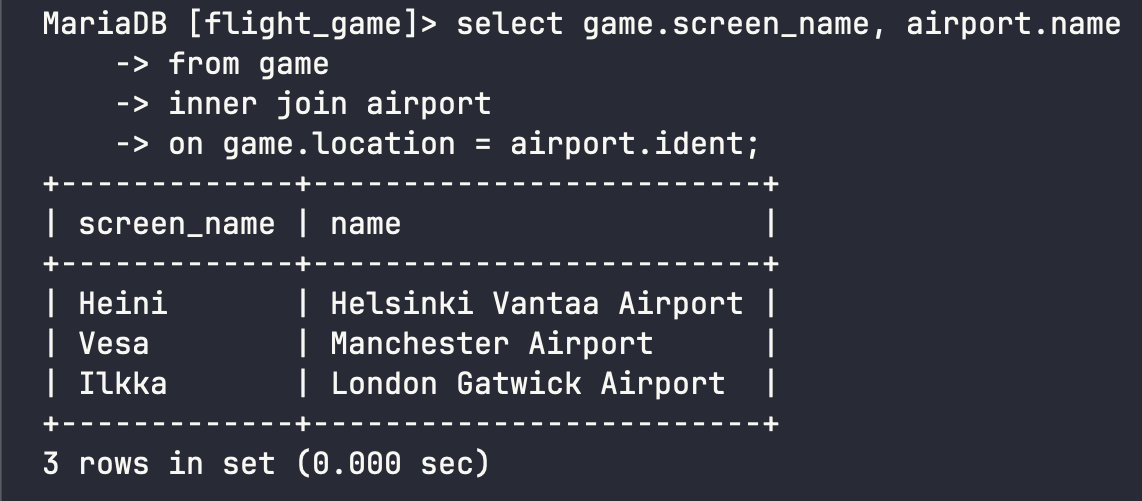 MariaDB [flight_game]> select game.screen_name, airport.name
    -> from game
    -> inner join airport
    -> on game.location = airport.ident;
+-------------+-------------------------+
| screen_name | name                    |
+-------------+-------------------------+
| Heini       | Helsinki Vantaa Airport |
| Vesa        | Manchester Airport      |
| Ilkka       | London Gatwick Airport  |
+-------------+-------------------------+
3 rows in set (0.000 sec)